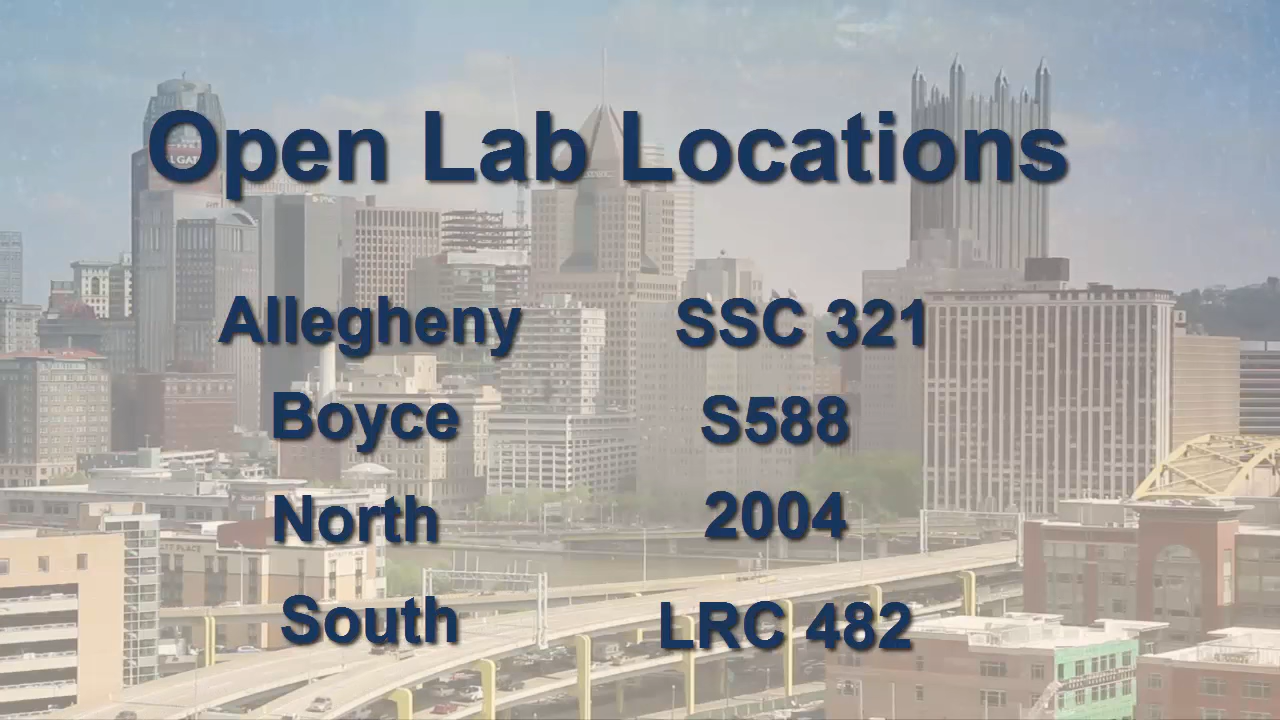 Open Lab Locations
Allegheny SSC 321
Boyce S588
North 2004
South LRC 482